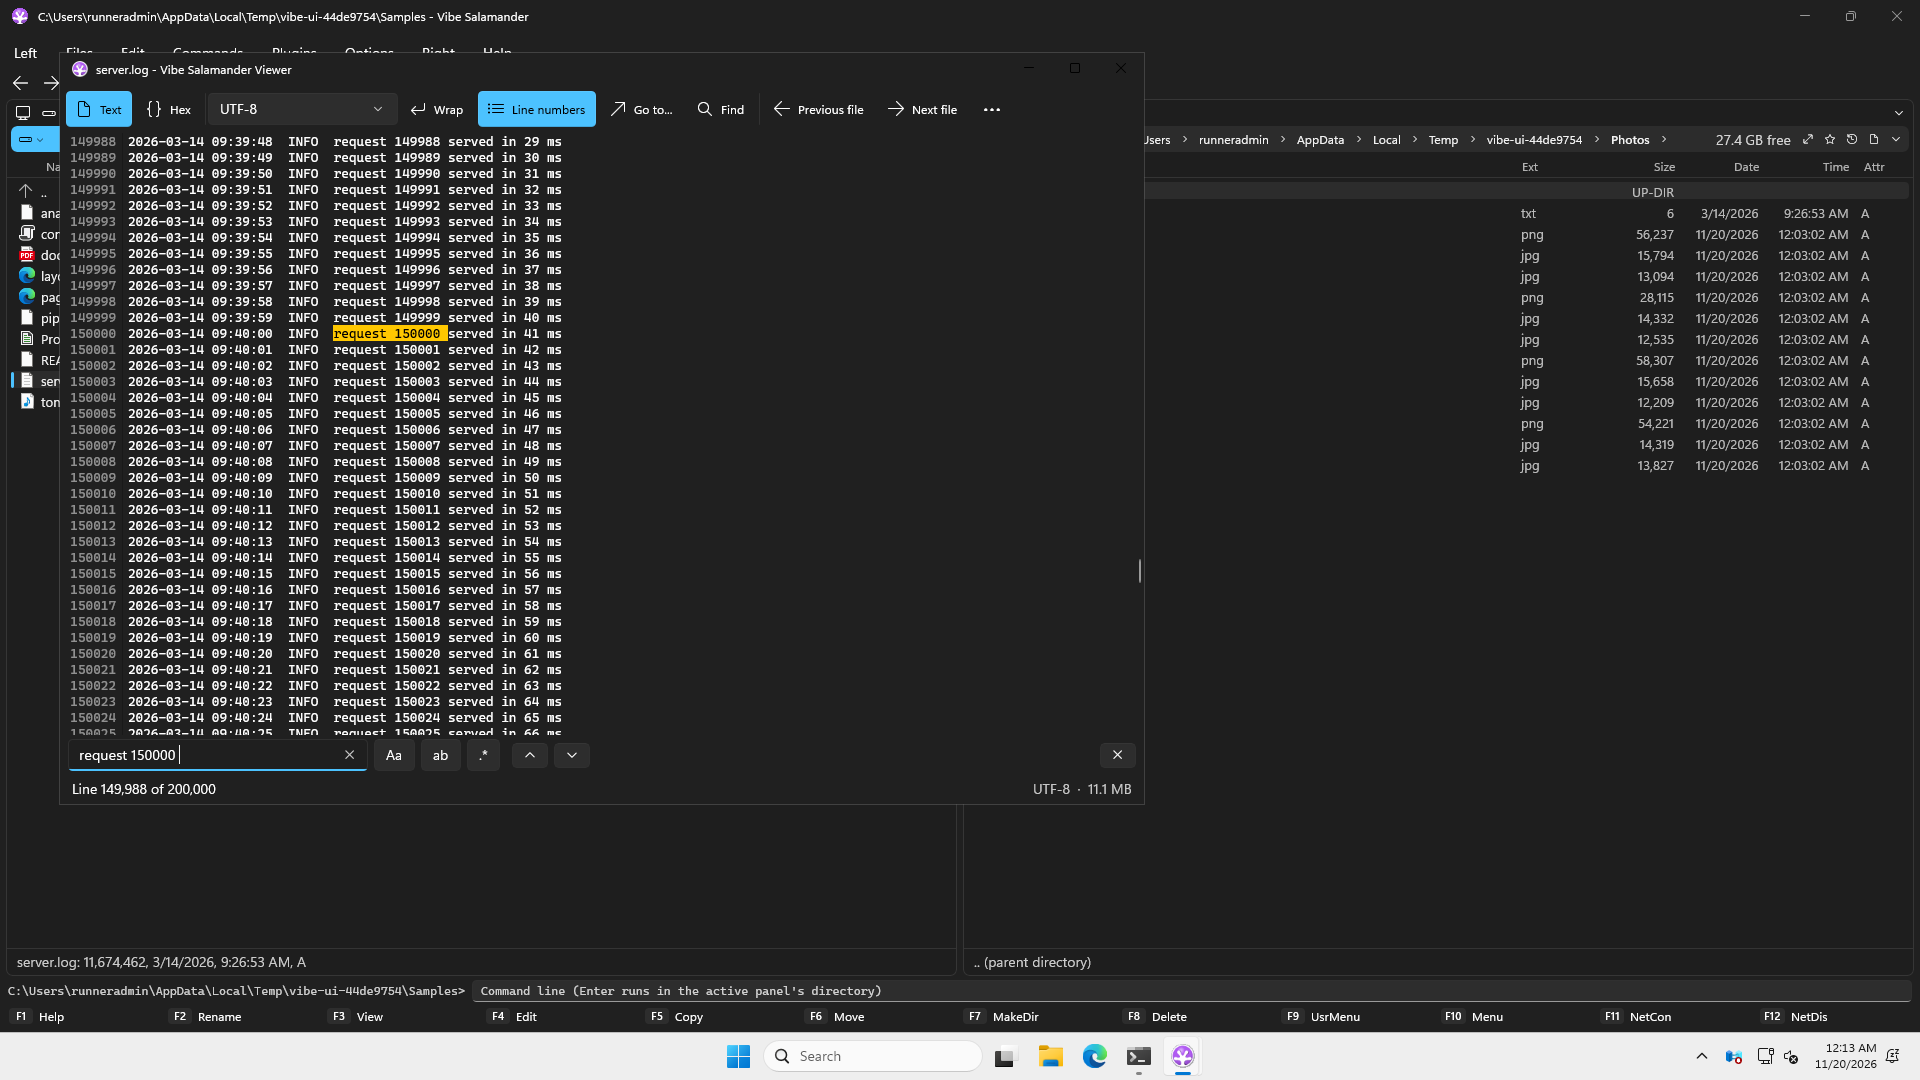 C:\Users\runneradmin\AppData\Local\Temp\vibe-ui-44de9754\Samples - Vibe Salamander
Left
server.log - Vibe Salamander Viewer
Text
Hex
UTF-8
Wrap
Line numbers
Go to...
Find
Previous file
Next file
149988 2026-03-14 09:39:48 INFO request 149988 served in 29 ms
149989 2026-03-14 09:39:49 INFO request 149989 served in 30 ms
149990 2026-03-14 09:39:50 INFO request 149990 served in 31 ms
149991 2026-03-14 09:39:51 INFO request 149991 served in 32 ms
149992 2026-03-14 09:39:52 INFO request 149992 served in 33 ms
149993 2026-03-14 09:39:53 INFO request 149993 served in 34 ms
149994 2026-03-14 09:39:54 INFO request 149994 served in 35 ms
149995 2026-03-14 09:39:55 INFO request 149995 served in 36 ms
149996 2026-03-14 09:39:56 INFO request 149996 served in 37 ms
149997 2026-03-14 09:39:57 INFO request 149997 served in 38 ms
149998 2026-03-14 09:39:58 INFO request 149998 served in 39 ms
149999 2026-03-14 09:39:59 INFO request 149999 served in 40 ms
150000 2026-03-14 09:40:00 INFO request 150000 served in 41 ms
150001 2026-03-14 09:40:01 INFO request 150001 served in 42 ms
150002 2026-03-14 09:40:02 INFO request 150002 served in 43 ms
150003 2026-03-14 09:40:03 INFO request 150003 served in 44 ms
150004 2026-03-14 09:40:04 INFO request 150004 served in 45 ms
150005 2026-03-14 09:40:05 INFO request 150005 served in 46 ms
150006 2026-03-14 09:40:06 INFO request 150006 served in 47 ms
150007 2026-03-14 09:40:07 INFO request 150007 served in 48 ms
150008 2026-03-14 09:40:08 INFO request 150008 served in 49 ms
150009 2026-03-14 09:40:09 INFO request 150009 served in 50 ms
150010 2026-03-14 09:40:10 INFO request 150010 served in 51 ms
150011 2026-03-14 09:40:11 INFO request 150011 served in 52 ms
150012 2026-03-14 09:40:12 INFO request 150012 served in 53 ms
150013 2026-03-14 09:40:13 INFO request 150013 served in 54 ms
150014 2026-03-14 09:40:14 INFO request 150014 served in 55 ms
150015 2026-03-14 09:40:15 INFO request 150015 served in 56 ms
150016 2026-03-14 09:40:16 INFO request 150016 served in 57 ms
150017 2026-03-14 09:40:17 INFO request 150017 served in 58 ms
150018 2026-03-14 09:40:18 INFO request 150018 served in 59 ms
150019 2026-03-14 09:40:19 INFO request 150019 served in 60 ms
150020 2026-03-14 09:40:20 INFO request 150020 served in 61 ms
150021 2026-03-14 09:40:21 INFO request 150021 served in 62 ms
150022 2026-03-14 09:40:22 INFO request 150022 served in 63 ms
150023 2026-03-14 09:40:23 INFO request 150023 served in 64 ms
150024 2026-03-14 09:40:24 INFO request 150024 served in 65 ms
150025 2026-03-14 09:40:25 INFO request 150025 served in 66 ms
request 150000
Aa
ab
.*
Line 149,988 of 200,000
UTF-8 · 11.1 MB
Na
..
ana
con
doc
layo
pag
pip
Pro
REA
serv
ton
Users > runneradmin > AppData > Local > Temp > vibe-ui-44de9754 > Photos >
27.4 GB free
Ext Size Date Time Attr
UP-DIR
txt 6 3/14/2026 9:26:53 AM A
png 56,237 11/20/2026 12:03:02 AM A
jpg 15,794 11/20/2026 12:03:02 AM A
jpg 13,094 11/20/2026 12:03:02 AM A
png 28,115 11/20/2026 12:03:02 AM A
jpg 14,332 11/20/2026 12:03:02 AM A
jpg 12,535 11/20/2026 12:03:02 AM A
png 58,307 11/20/2026 12:03:02 AM A
jpg 15,658 11/20/2026 12:03:02 AM A
jpg 12,209 11/20/2026 12:03:02 AM A
png 54,221 11/20/2026 12:03:02 AM A
jpg 14,319 11/20/2026 12:03:02 AM A
jpg 13,827 11/20/2026 12:03:02 AM A
server.log: 11,674,462, 3/14/2026, 9:26:53 AM, A
.. (parent directory)
C:\Users\runneradmin\AppData\Local\Temp\vibe-ui-44de9754\Samples>
Command line (Enter runs in the active panel's directory)
F1 Help F2 Rename F3 View F4 Edit F5 Copy F6 Move F7 MakeDir F8 Delete F9 UsrMenu F10 Menu F11 NetCon F12 NetDis
Search
12:13 AM
11/20/2026